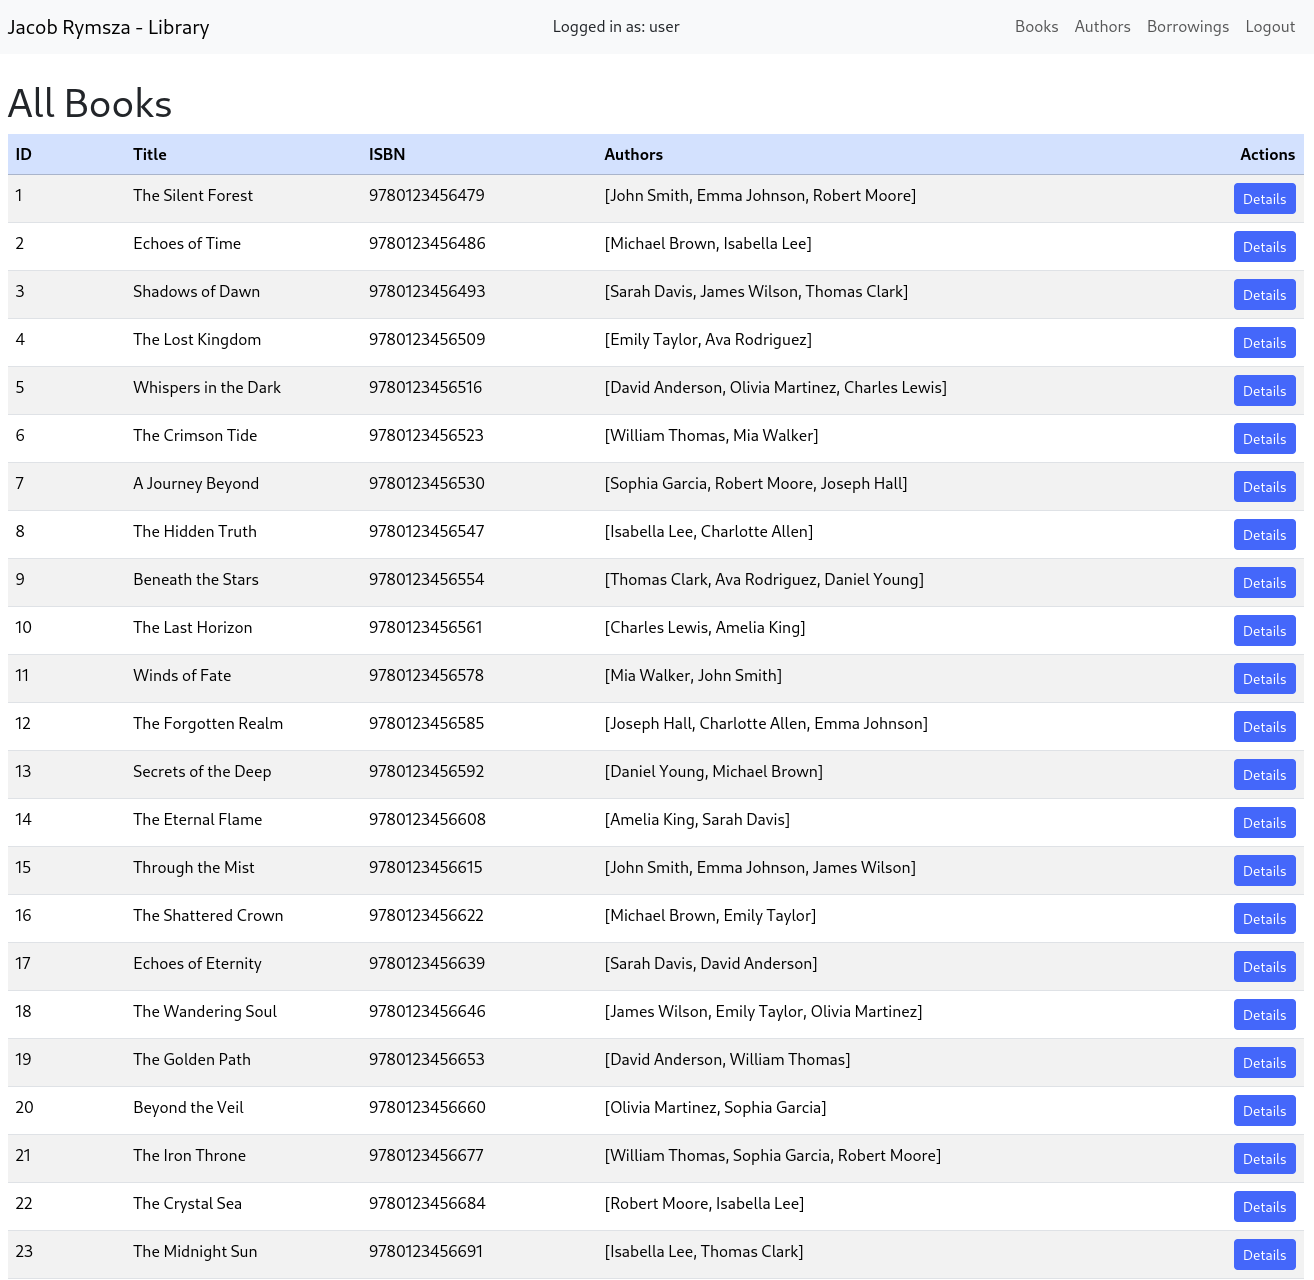 Jacob Rymsza - Library Logged in as: user Books Authors Borrowings Logout
All Books
ID Title ISBN Authors Actions
1 The Silent Forest 9780123456479 [John Smith, Emma Johnson, Robert Moore] Details
2 Echoes of Time 9780123456486 [Michael Brown, Isabella Lee] Details
3 Shadows of Dawn 9780123456493 [Sarah Davis, James Wilson, Thomas Clark] Details
4 The Lost Kingdom 9780123456509 [Emily Taylor, Ava Rodriguez] Details
5 Whispers in the Dark 9780123456516 [David Anderson, Olivia Martinez, Charles Lewis] Details
6 The Crimson Tide 9780123456523 [William Thomas, Mia Walker] Details
7 A Journey Beyond 9780123456530 [Sophia Garcia, Robert Moore, Joseph Hall] Details
8 The Hidden Truth 9780123456547 [Isabella Lee, Charlotte Allen] Details
9 Beneath the Stars 9780123456554 [Thomas Clark, Ava Rodriguez, Daniel Young] Details
10 The Last Horizon 9780123456561 [Charles Lewis, Amelia King] Details
11 Winds of Fate 9780123456578 [Mia Walker, John Smith] Details
12 The Forgotten Realm 9780123456585 [Joseph Hall, Charlotte Allen, Emma Johnson] Details
13 Secrets of the Deep 9780123456592 [Daniel Young, Michael Brown] Details
14 The Eternal Flame 9780123456608 [Amelia King, Sarah Davis] Details
15 Through the Mist 9780123456615 [John Smith, Emma Johnson, James Wilson] Details
16 The Shattered Crown 9780123456622 [Michael Brown, Emily Taylor] Details
17 Echoes of Eternity 9780123456639 [Sarah Davis, David Anderson] Details
18 The Wandering Soul 9780123456646 [James Wilson, Emily Taylor, Olivia Martinez] Details
19 The Golden Path 9780123456653 [David Anderson, William Thomas] Details
20 Beyond the Veil 9780123456660 [Olivia Martinez, Sophia Garcia] Details
21 The Iron Throne 9780123456677 [William Thomas, Sophia Garcia, Robert Moore] Details
22 The Crystal Sea 9780123456684 [Robert Moore, Isabella Lee] Details
23 The Midnight Sun 9780123456691 [Isabella Lee, Thomas Clark] Details